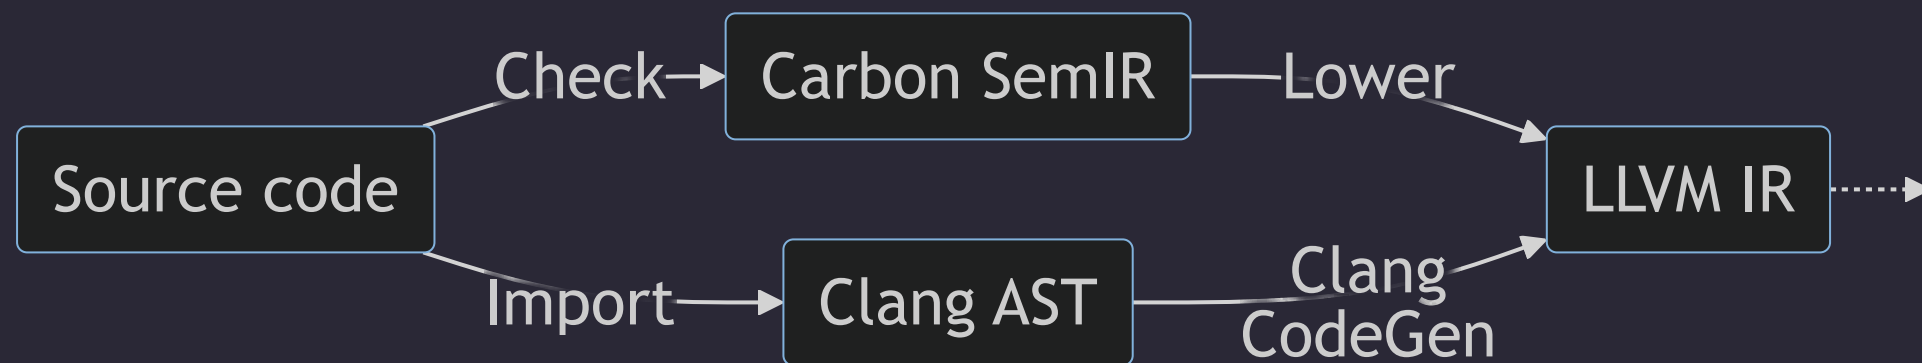 Check
Carbon SemIR
Lower
Source code
LLVM IR
Import
Clang AST
Clang
CodeGen